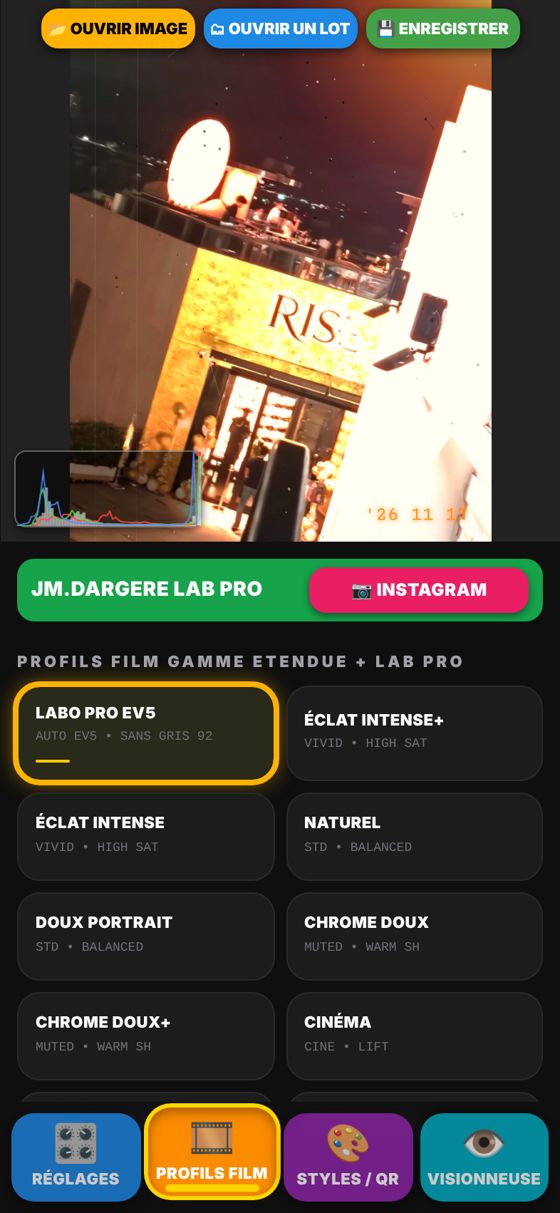 📂 OUVRIR IMAGE
🗂 OUVRIR UN LOT
💾 ENREGISTRER
RISE
'26 11 1
JM.DARGERE LAB PRO
📷 INSTAGRAM
PROFILS FILM GAMME ETENDUE + LAB PRO
LABO PRO EV5
AUTO EV5 • SANS GRIS 92
ÉCLAT INTENSE+
VIVID • HIGH SAT
ÉCLAT INTENSE
VIVID • HIGH SAT
NATUREL
STD • BALANCED
DOUX PORTRAIT
STD • BALANCED
CHROME DOUX
MUTED • WARM SH
CHROME DOUX+
MUTED • WARM SH
CINÉMA
CINE • LIFT
RÉGLAGES
PROFILS FILM
STYLES / QR
VISIONNEUSE